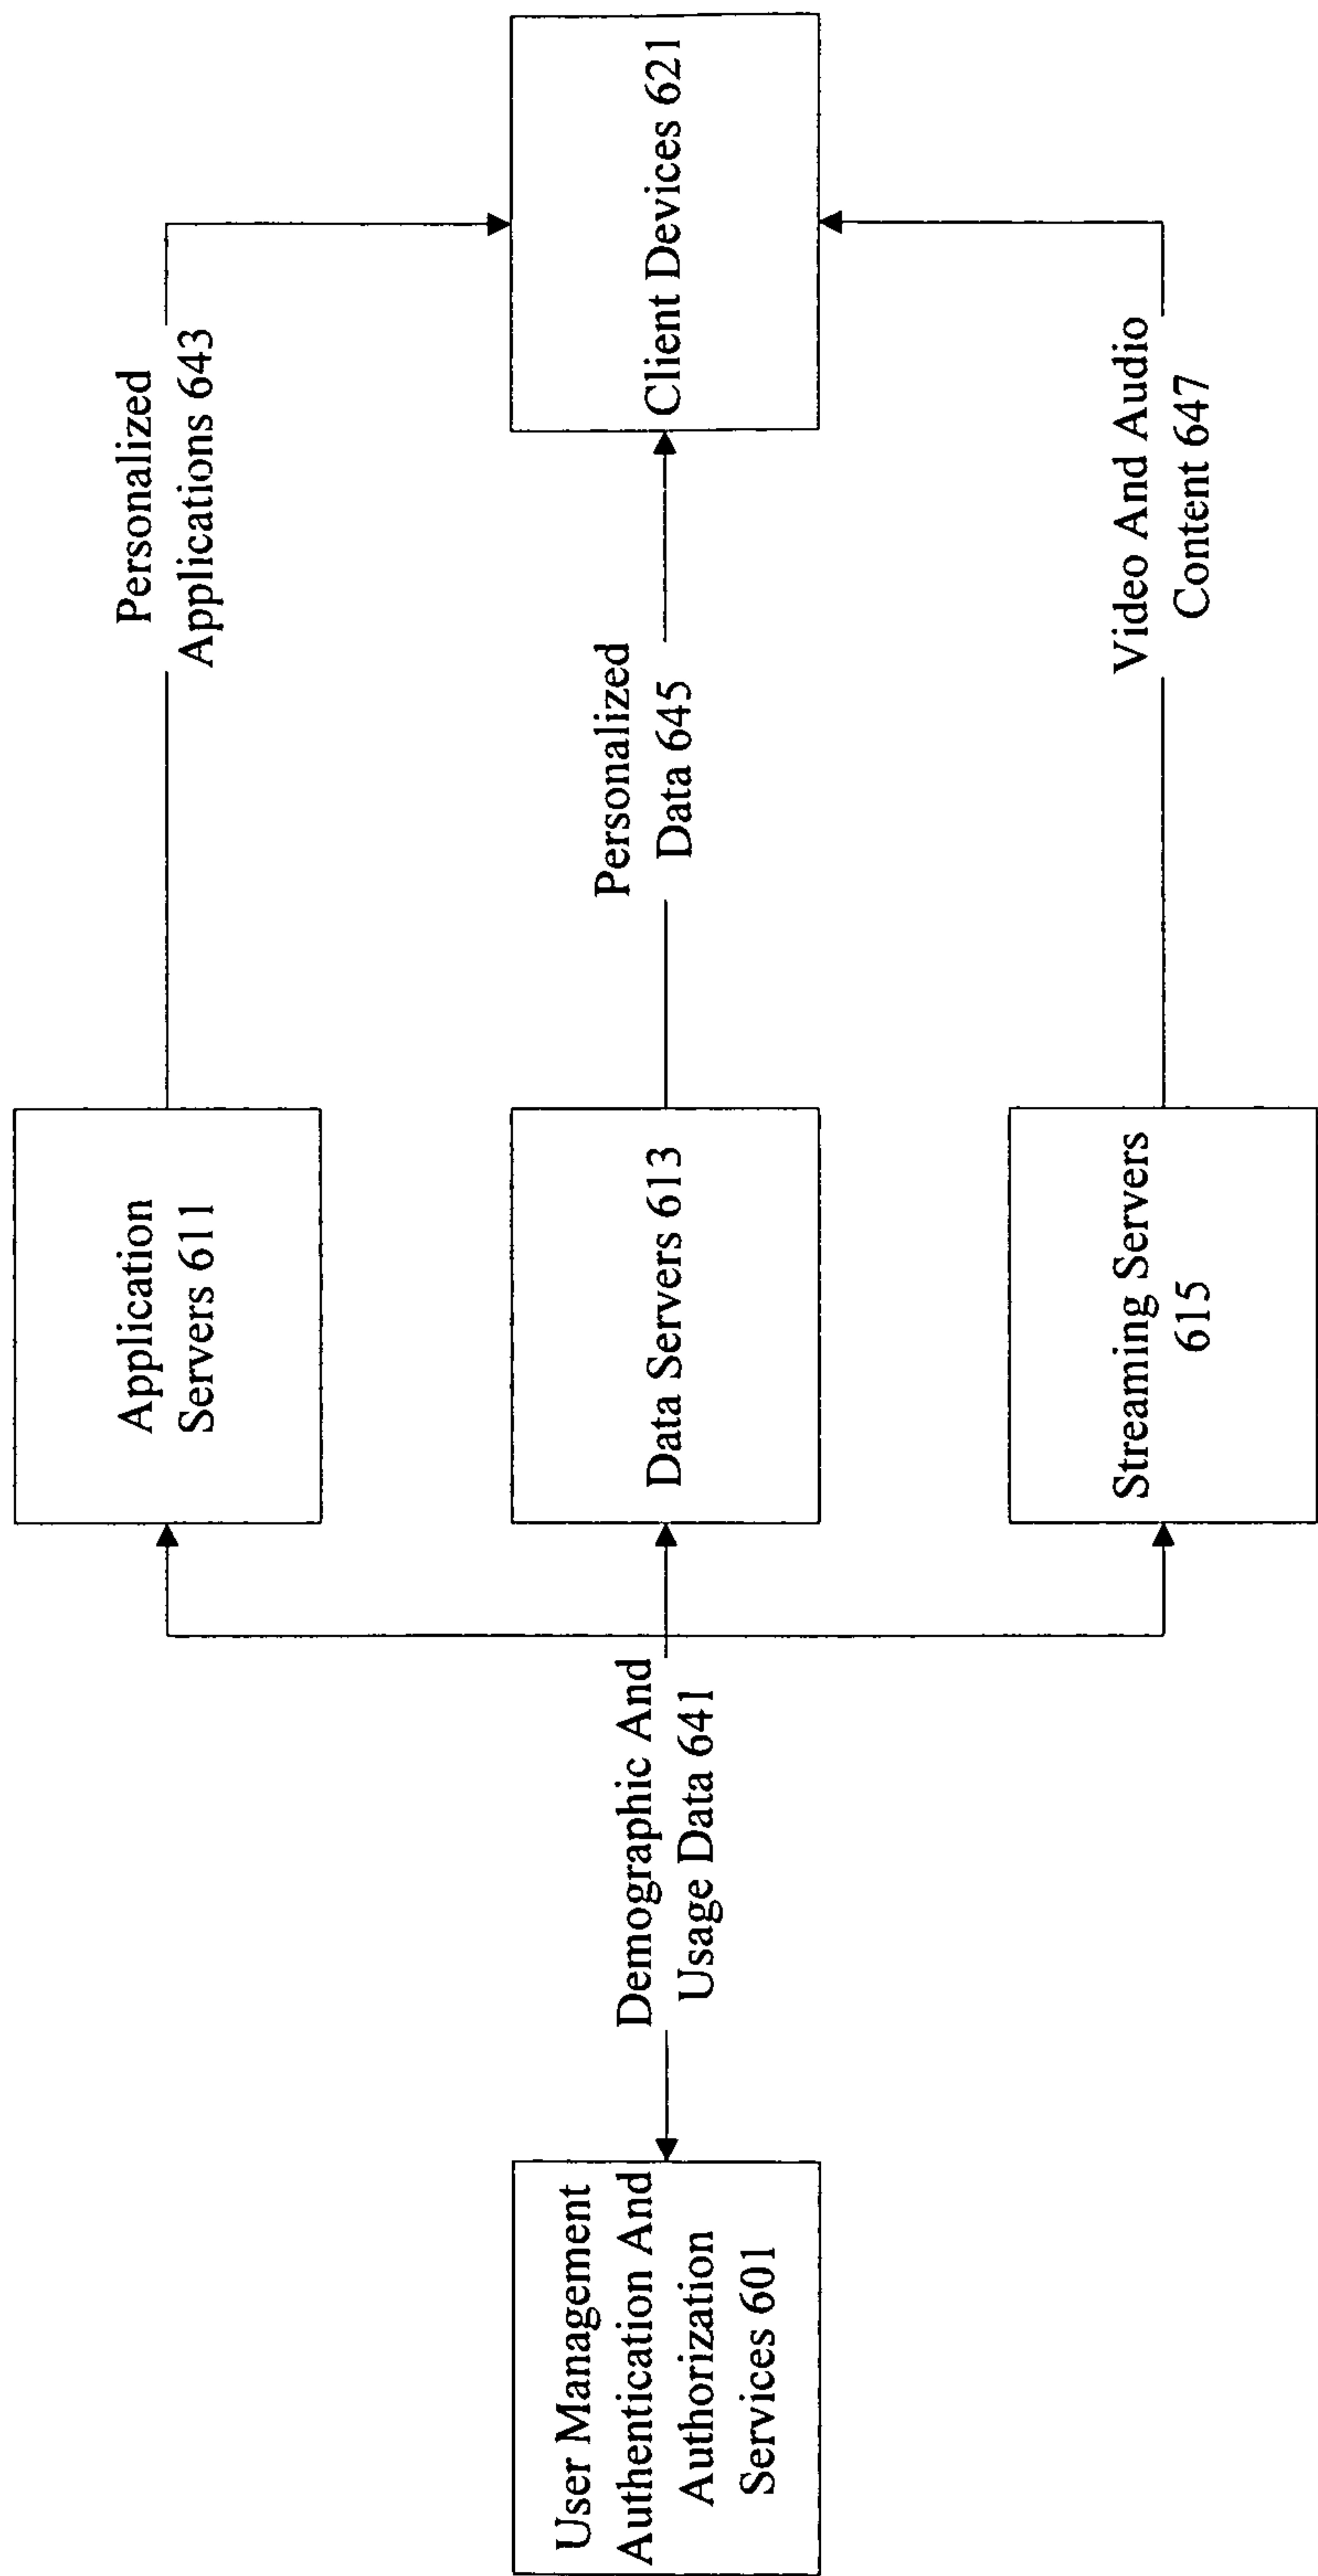 User Management
Authentication And
Authorization
Services 601
Demographic And
Usage Data 641
Application
Servers 611
Data Servers 613
Streaming Servers
615
Personalized
Applications 643
Personalized
Data 645
Video And Audio
Content 647
Client Devices 621